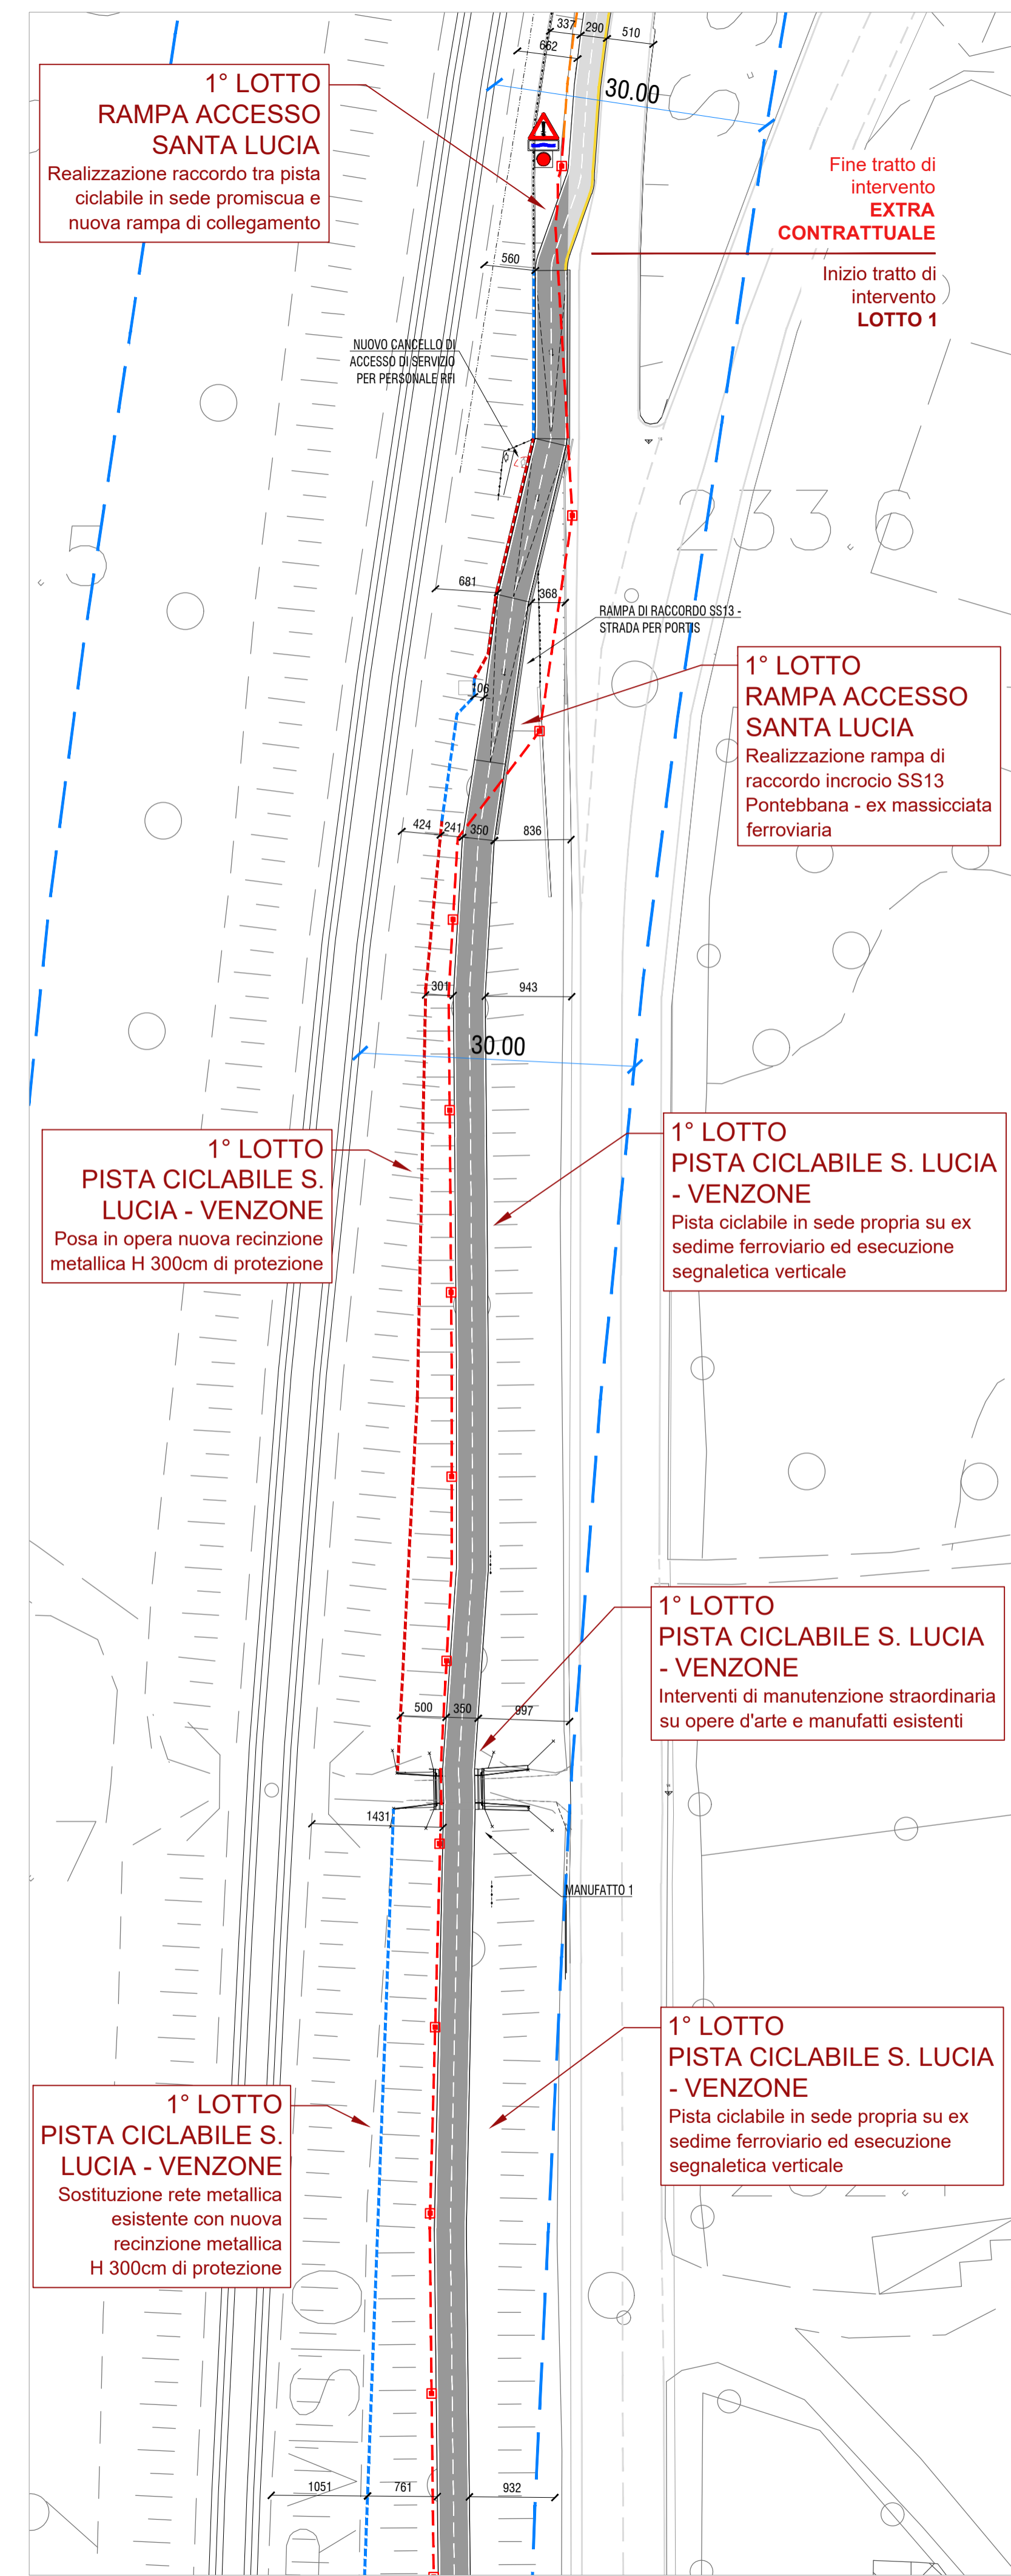 337
290
510
662
30.00
1° LOTTO
RAMPA ACCESSO
SANTA LUCIA
Realizzazione raccordo tra pista
ciclabile in sede promiscua e
nuova rampa di collegamento
Fine tratto di
intervento
EXTRA
CONTRATTUALE
Inizio tratto di
intervento
LOTTO 1
560
NUOVO CANCELLO DI
ACCESSO DI SERVIZIO
PER PERSONALE RFI
233.6
5
681
368
RAMPA DI RACCORDO SS13 -
STRADA PER PORTIS
106
1° LOTTO
RAMPA ACCESSO
SANTA LUCIA
Realizzazione rampa di
raccordo incrocio SS13
Pontebbana - ex massicciata
ferroviaria
424
241
350
836
301
943
30.00
1° LOTTO
PISTA CICLABILE S.
LUCIA - VENZONE
Posa in opera nuova recinzione
metallica H 300cm di protezione
1° LOTTO
PISTA CICLABILE S. LUCIA
- VENZONE
Pista ciclabile in sede propria su ex
sedime ferroviario ed esecuzione
segnaletica verticale
1° LOTTO
PISTA CICLABILE S. LUCIA
- VENZONE
Interventi di manutenzione straordinaria
su opere d'arte e manufatti esistenti
500
350
997
1431
MANUFATTO 1
1° LOTTO
PISTA CICLABILE S. LUCIA
- VENZONE
Pista ciclabile in sede propria su ex
sedime ferroviario ed esecuzione
segnaletica verticale
1° LOTTO
PISTA CICLABILE S.
LUCIA - VENZONE
Sostituzione rete metallica
esistente con nuova
recinzione metallica
H 300cm di protezione
1051
761
932